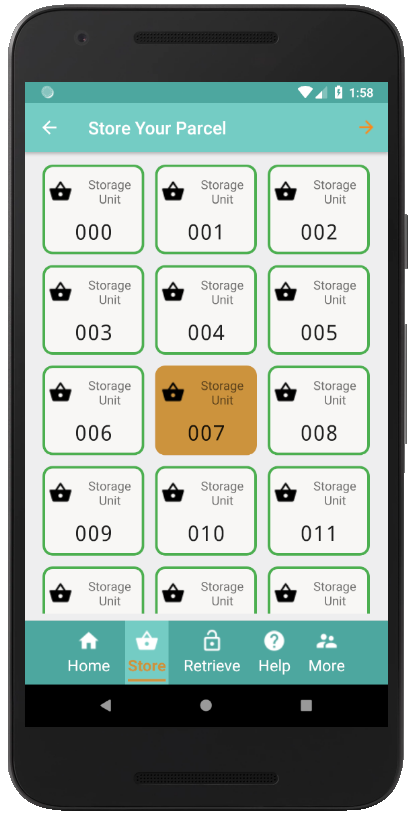 1:58
Store Your Parcel
Storage Storage Storage
Unit Unit Unit
000 001 002
Storage Storage Storage
Unit Unit Unit
003 004 005
Storage Storage Storage
Unit Unit Unit
006 007 008
Storage Storage Storage
Unit Unit Unit
009 010 011
Storage Storage Storage
Unit Unit Unit
Home Store Retrieve Help More